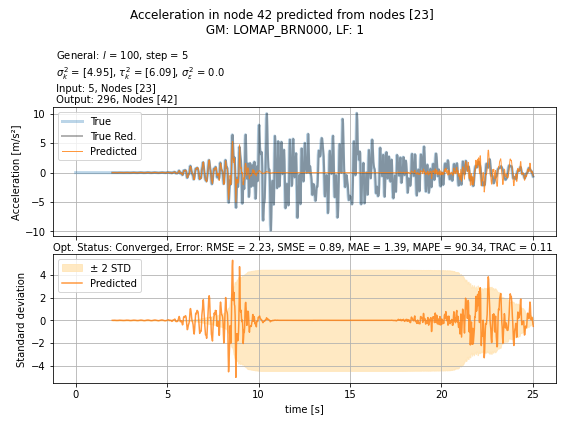 Acceleration in node 42 predicted from nodes [23]
GM: LOMAP_BRN000, LF: 1
General: l = 100, step = 5
σ_k^2 = [4.95], τ_k^2 = [6.09], σ_ε^2 = 0.0
Input: 5, Nodes [23]
Output: 296, Nodes [42]
Acceleration [m/s²]
10
5
0
−5
−10
True
True Red.
Predicted
Opt. Status: Converged, Error: RMSE = 2.23, SMSE = 0.89, MAE = 1.39, MAPE = 90.34, TRAC = 0.11
Standard deviation
4
2
0
−2
−4
± 2 STD
Predicted
0 5 10 15 20 25
time [s]